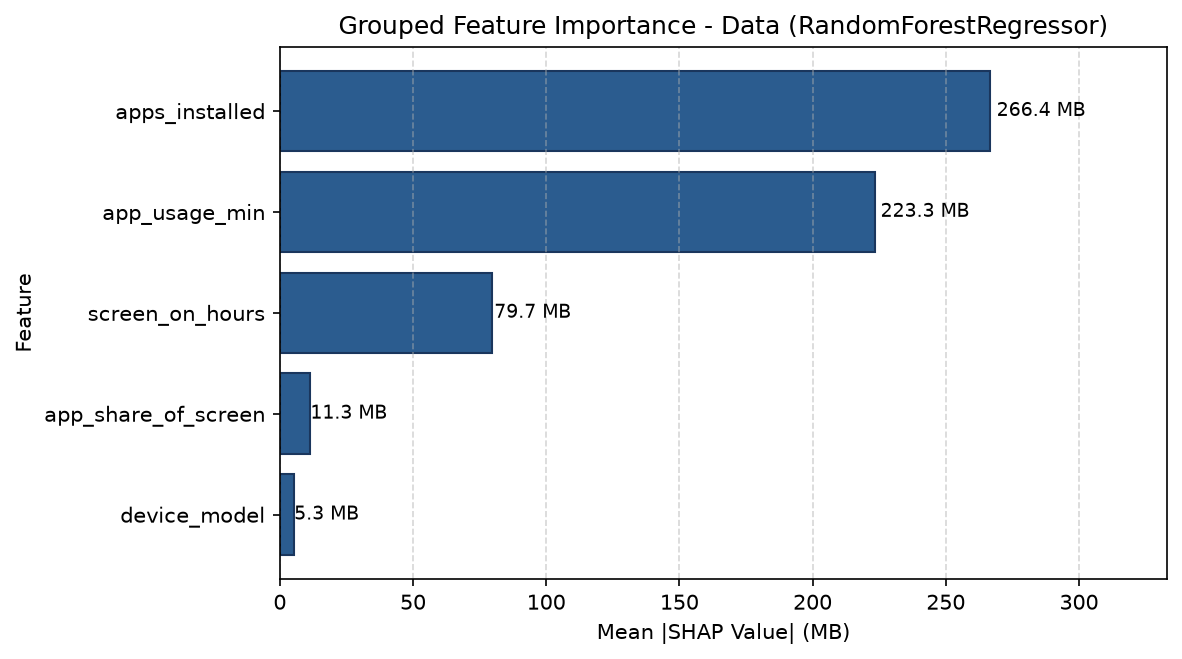 Grouped Feature Importance - Data (RandomForestRegressor)
Feature
apps_installed
266.4 MB
app_usage_min
223.3 MB
screen_on_hours
79.7 MB
app_share_of_screen
11.3 MB
device_model
5.3 MB
0 50 100 150 200 250 300
Mean |SHAP Value| (MB)